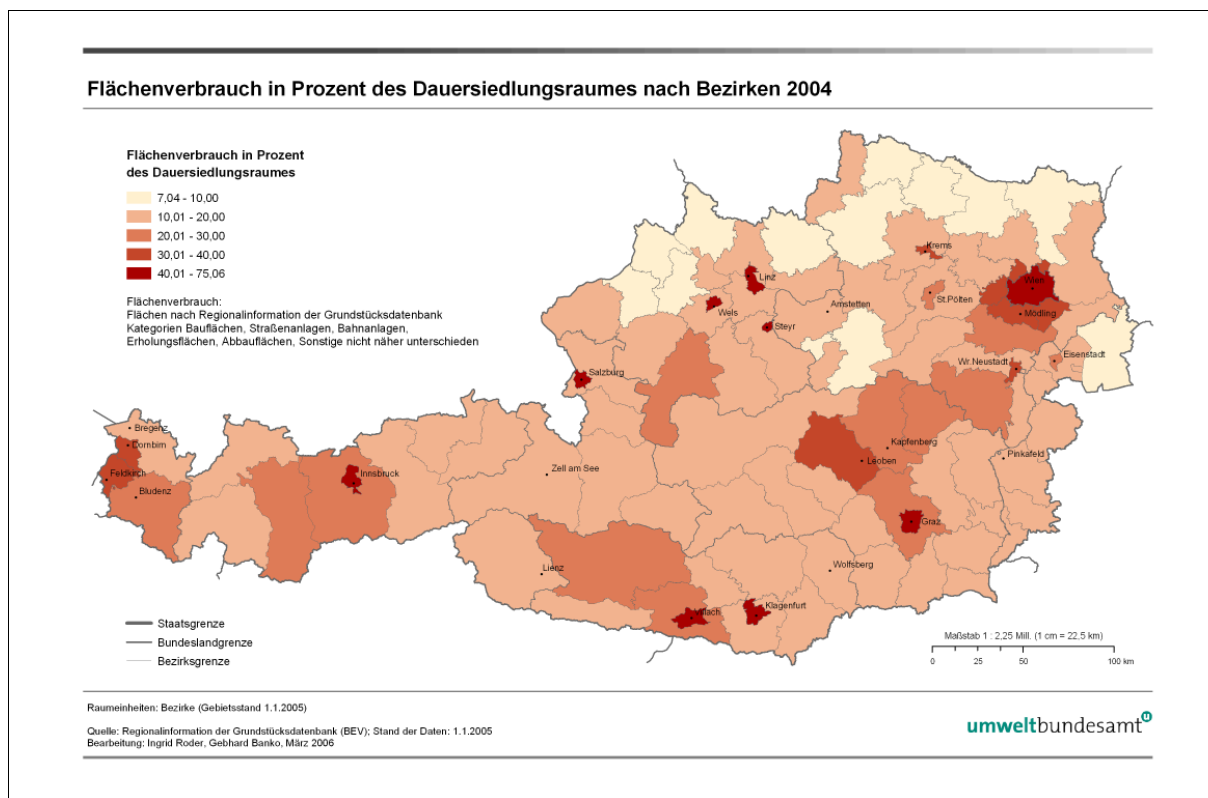 Flächenverbrauch in Prozent des Dauersiedlungsraumes nach Bezirken 2004
Flächenverbrauch in Prozent
des Dauersiedlungsraumes
7,04 - 10,00
10,01 - 20,00
20,01 - 30,00
30,01 - 40,00
40,01 - 75,06
Flächenverbrauch:
Flächen nach Regionalinformation der Grundstücksdatenbank
Kategorien Bauflächen, Straßenanlagen, Bahnanlagen,
Erholungsflächen, Abbauflächen, Sonstige nicht näher unterschieden
Krems
Linz
Wien
Wels
Amstetten
St.Pölten
Mödling
Steyr
Eisenstadt
Wr.Neustadt
Salzburg
Bregenz
Dornbirn
Kapfenberg
Pinkafeld
Leoben
Zell am See
Innsbruck
Feldkirch
Bludenz
Graz
Wolfsberg
Lienz
Villach
Klagenfurt
Staatsgrenze
Bundeslandgrenze
Bezirksgrenze
Maßstab 1 : 2,25 Mill. (1 cm = 22,5 km)
0 25 50 100 km
Raumeinheiten: Bezirke (Gebietsstand 1.1.2005)
Quelle: Regionalinformation der Grundstücksdatenbank (BEV); Stand der Daten: 1.1.2005
Bearbeitung: Ingrid Roder, Gebhard Banko, März 2006
umweltbundesamt u